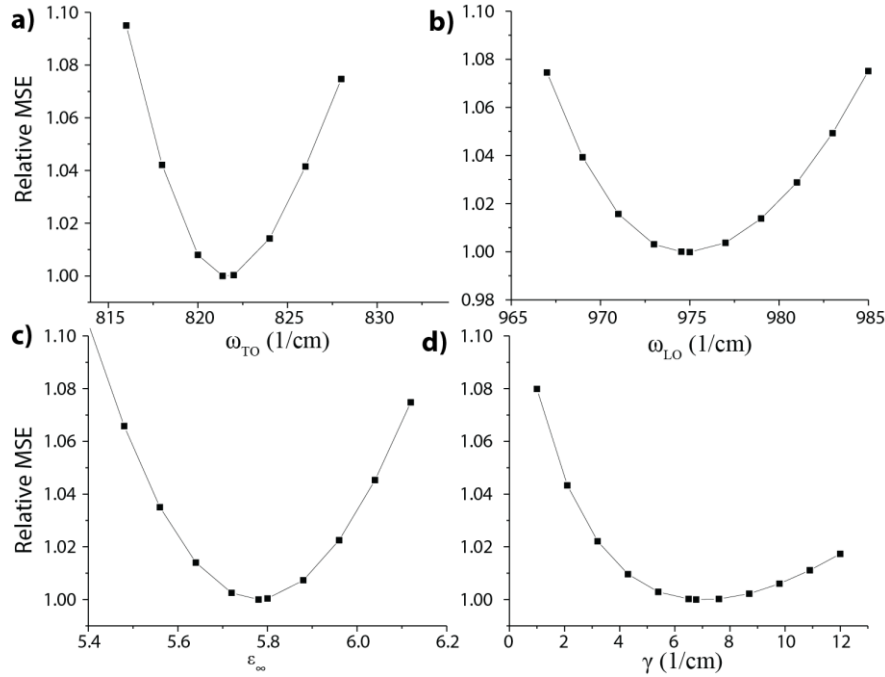 a)
Relative MSE
1.10
1.08
1.06
1.04
1.02
1.00
815 820 825 830
ω_TO (1/cm)
b)
1.10
1.08
1.06
1.04
1.02
1.00
0.98
965 970 975 980 985
ω_LO (1/cm)
c)
Relative MSE
1.10
1.08
1.06
1.04
1.02
1.00
5.4 5.6 5.8 6.0 6.2
ε_∞
d)
1.10
1.08
1.06
1.04
1.02
1.00
0 2 4 6 8 10 12
γ (1/cm)